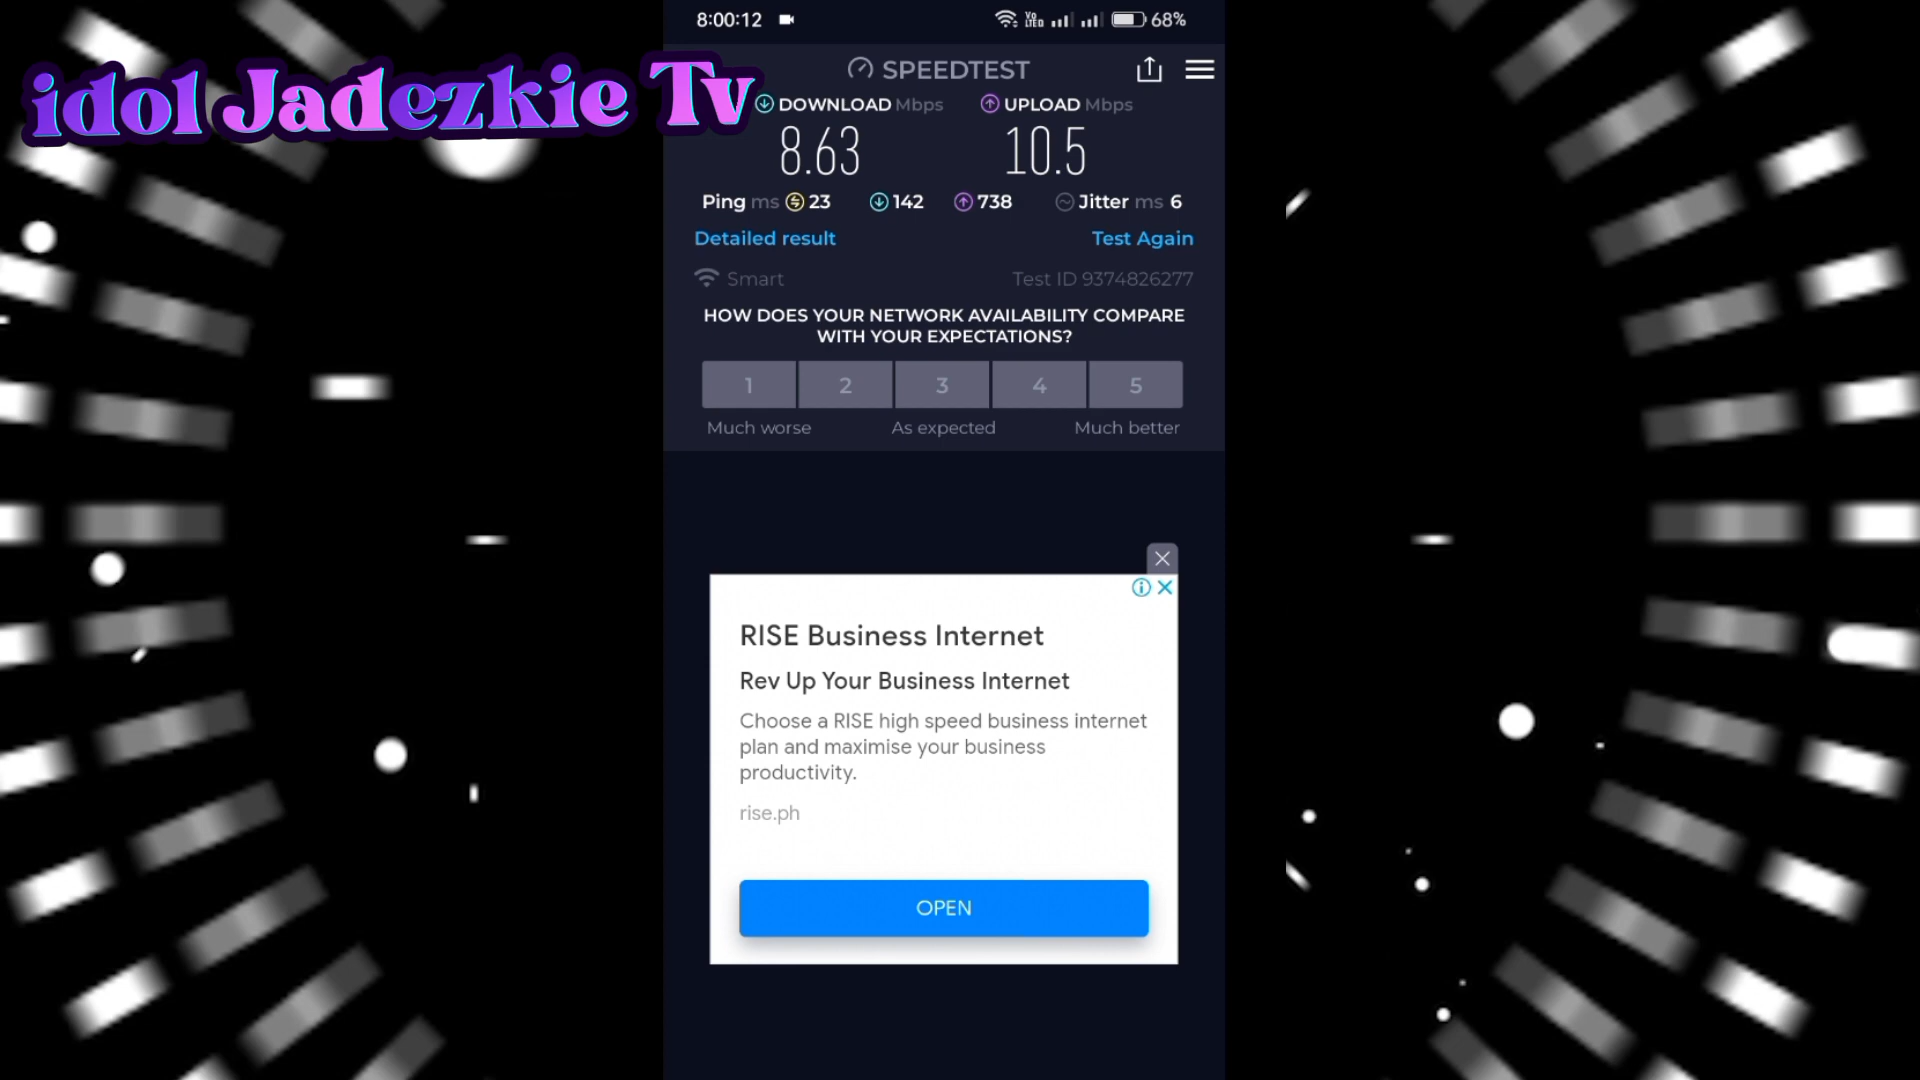 8:00:12 VoLTED 68%
idol Jadezkie Tv
SPEEDTEST
DOWNLOAD Mbps UPLOAD Mbps
8.63 10.5
Ping ms 23 142 738 Jitter ms 6
Detailed result Test Again
Smart Test ID 9374826277
HOW DOES YOUR NETWORK AVAILABILITY COMPARE
WITH YOUR EXPECTATIONS?
1 2 3 4 5
Much worse As expected Much better
RISE Business Internet
Rev Up Your Business Internet
Choose a RISE high speed business internet
plan and maximise your business
productivity.
rise.ph
OPEN